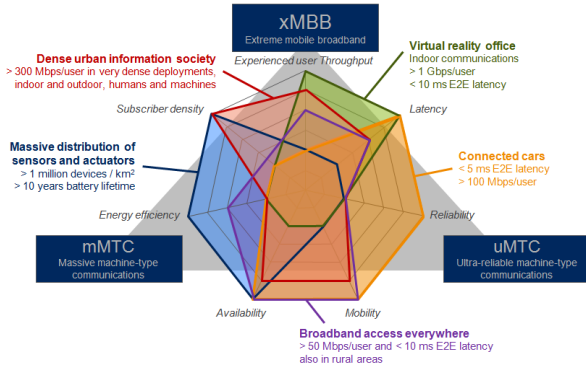 xMBB
Extreme mobile broadband
Experienced user Throughput
Dense urban information society
> 300 Mbps/user in very dense deployments,
indoor and outdoor, humans and machines
Virtual reality office
Indoor communications
> 1 Gbps/user
< 10 ms E2E latency
Subscriber density
Latency
Massive distribution of
sensors and actuators
> 1 million devices / km²
> 10 years battery lifetime
Connected cars
< 5 ms E2E latency
> 100 Mbps/user
Energy efficiency
Reliability
mMTC
Massive machine-type
communications
uMTC
Ultra-reliable machine-type
communications
Availability
Mobility
Broadband access everywhere
> 50 Mbps/user and < 10 ms E2E latency
also in rural areas